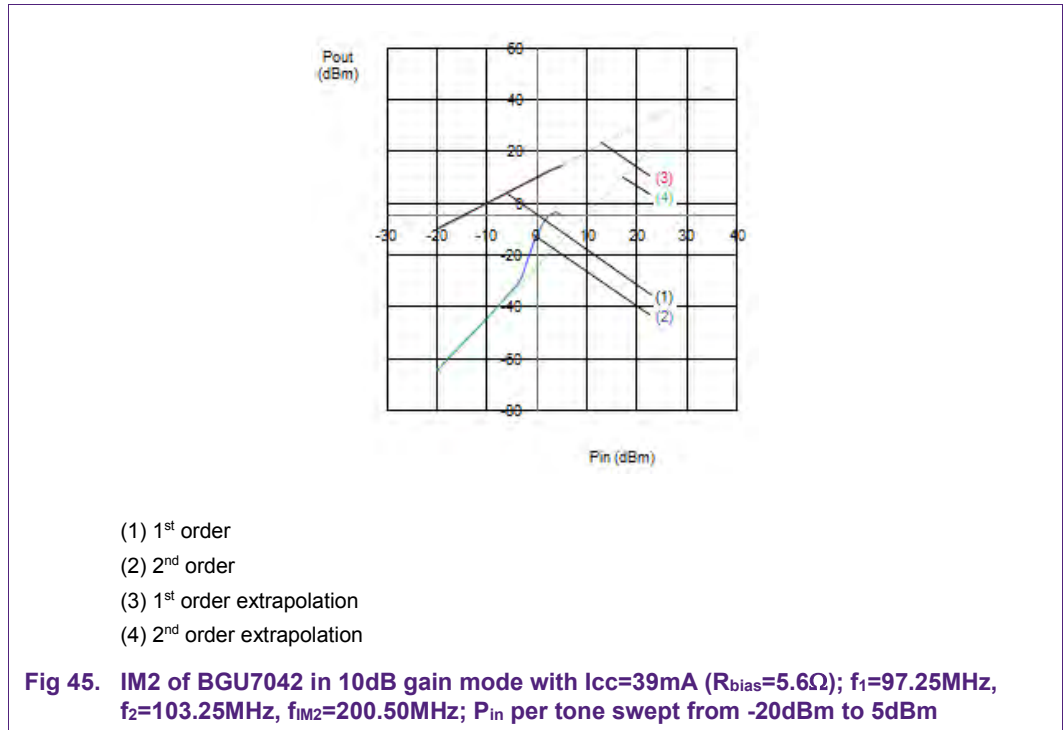 Pout
(dBm)
60
40
20
0
-30 -20 -10 0 10 20 30 40
-20
-40
-60
-80
(3)
(4)
(1)
(2)
Pin (dBm)
(1) 1st order
(2) 2nd order
(3) 1st order extrapolation
(4) 2nd order extrapolation
Fig 45. IM2 of BGU7042 in 10dB gain mode with Icc=39mA (Rbias=5.6Ω); f1=97.25MHz,
f2=103.25MHz, fIM2=200.50MHz; Pin per tone swept from -20dBm to 5dBm